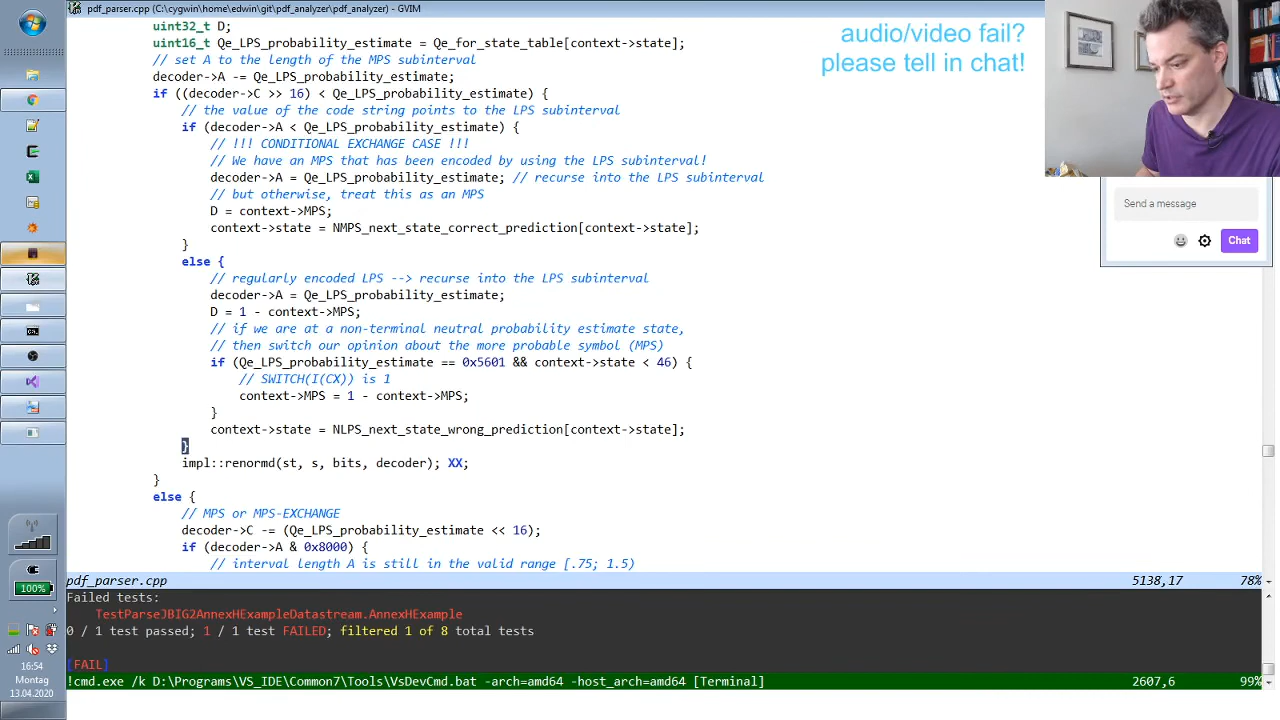 pdf_parser.cpp (C:\cygwin\home\edwin\git\pdf_analyzer\pdf_analyzer) - GVIM
uint32_t D;
uint16_t Qe_LPS_probability_estimate = Qe_for_state_table[context->state];
// set A to the length of the MPS subinterval
decoder->A -= Qe_LPS_probability_estimate;
if ((decoder->C >> 16) < Qe_LPS_probability_estimate) {
// the value of the code string points to the LPS subinterval
if (decoder->A < Qe_LPS_probability_estimate) {
// !!! CONDITIONAL EXCHANGE CASE !!!
// We have an MPS that has been encoded by using the LPS subinterval!
decoder->A = Qe_LPS_probability_estimate; // recurse into the LPS subinterval
// but otherwise, treat this as an MPS
D = context->MPS;
context->state = NMPS_next_state_correct_prediction[context->state];
}
else {
// regularly encoded LPS --> recurse into the LPS subinterval
decoder->A = Qe_LPS_probability_estimate;
D = 1 - context->MPS;
// if we are at a non-terminal neutral probability estimate state,
// then switch our opinion about the more probable symbol (MPS)
if (Qe_LPS_probability_estimate == 0x5601 && context->state < 46) {
// SWITCH(I(CX)) is 1
context->MPS = 1 - context->MPS;
}
context->state = NLPS_next_state_wrong_prediction[context->state];
}
impl::renormd(st, s, bits, decoder); XX;
}
else {
// MPS or MPS-EXCHANGE
decoder->C -= (Qe_LPS_probability_estimate << 16);
if (decoder->A & 0x8000) {
// interval length A is still in the valid range [.75; 1.5)
pdf_parser.cpp 5138,17 78%
Failed tests:
TestParseJBIG2AnnexHExampleDatastream.AnnexHExample
0 / 1 test passed; 1 / 1 test FAILED; filtered 1 of 8 total tests
[FAIL]
!cmd.exe /k D:\Programs\VS_IDE\Common7\Tools\VsDevCmd.bat -arch=amd64 -host_arch=amd64 [Terminal] 2607,6 99%
audio/video fail?
please tell in chat!
Send a message
Chat
100%
16:54
Montag
13.04.2020